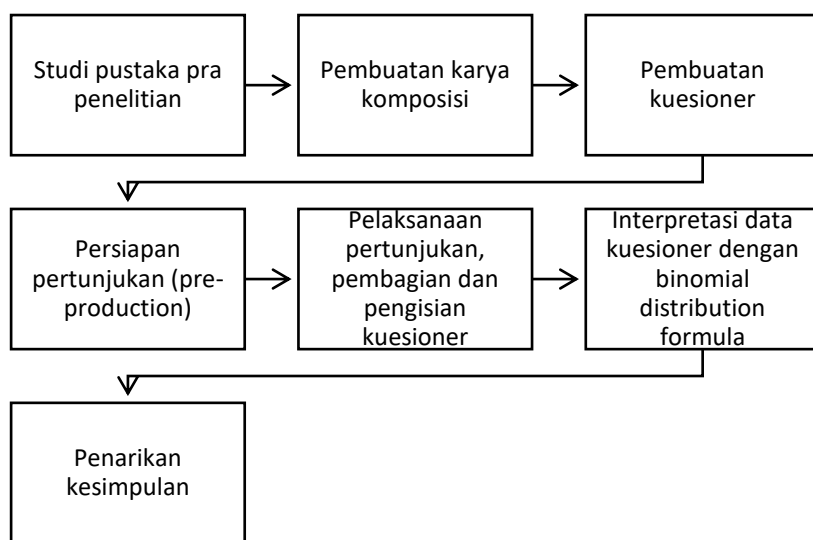 Studi pustaka pra
penelitian
Pembuatan karya
komposisi
Pembuatan
kuesioner
Persiapan
pertunjukan (pre-
production)
Pelaksanaan
pertunjukan,
pembagian dan
pengisian
kuesioner
Interpretasi data
kuesioner dengan
binomial
distribution
formula
Penarikan
kesimpulan